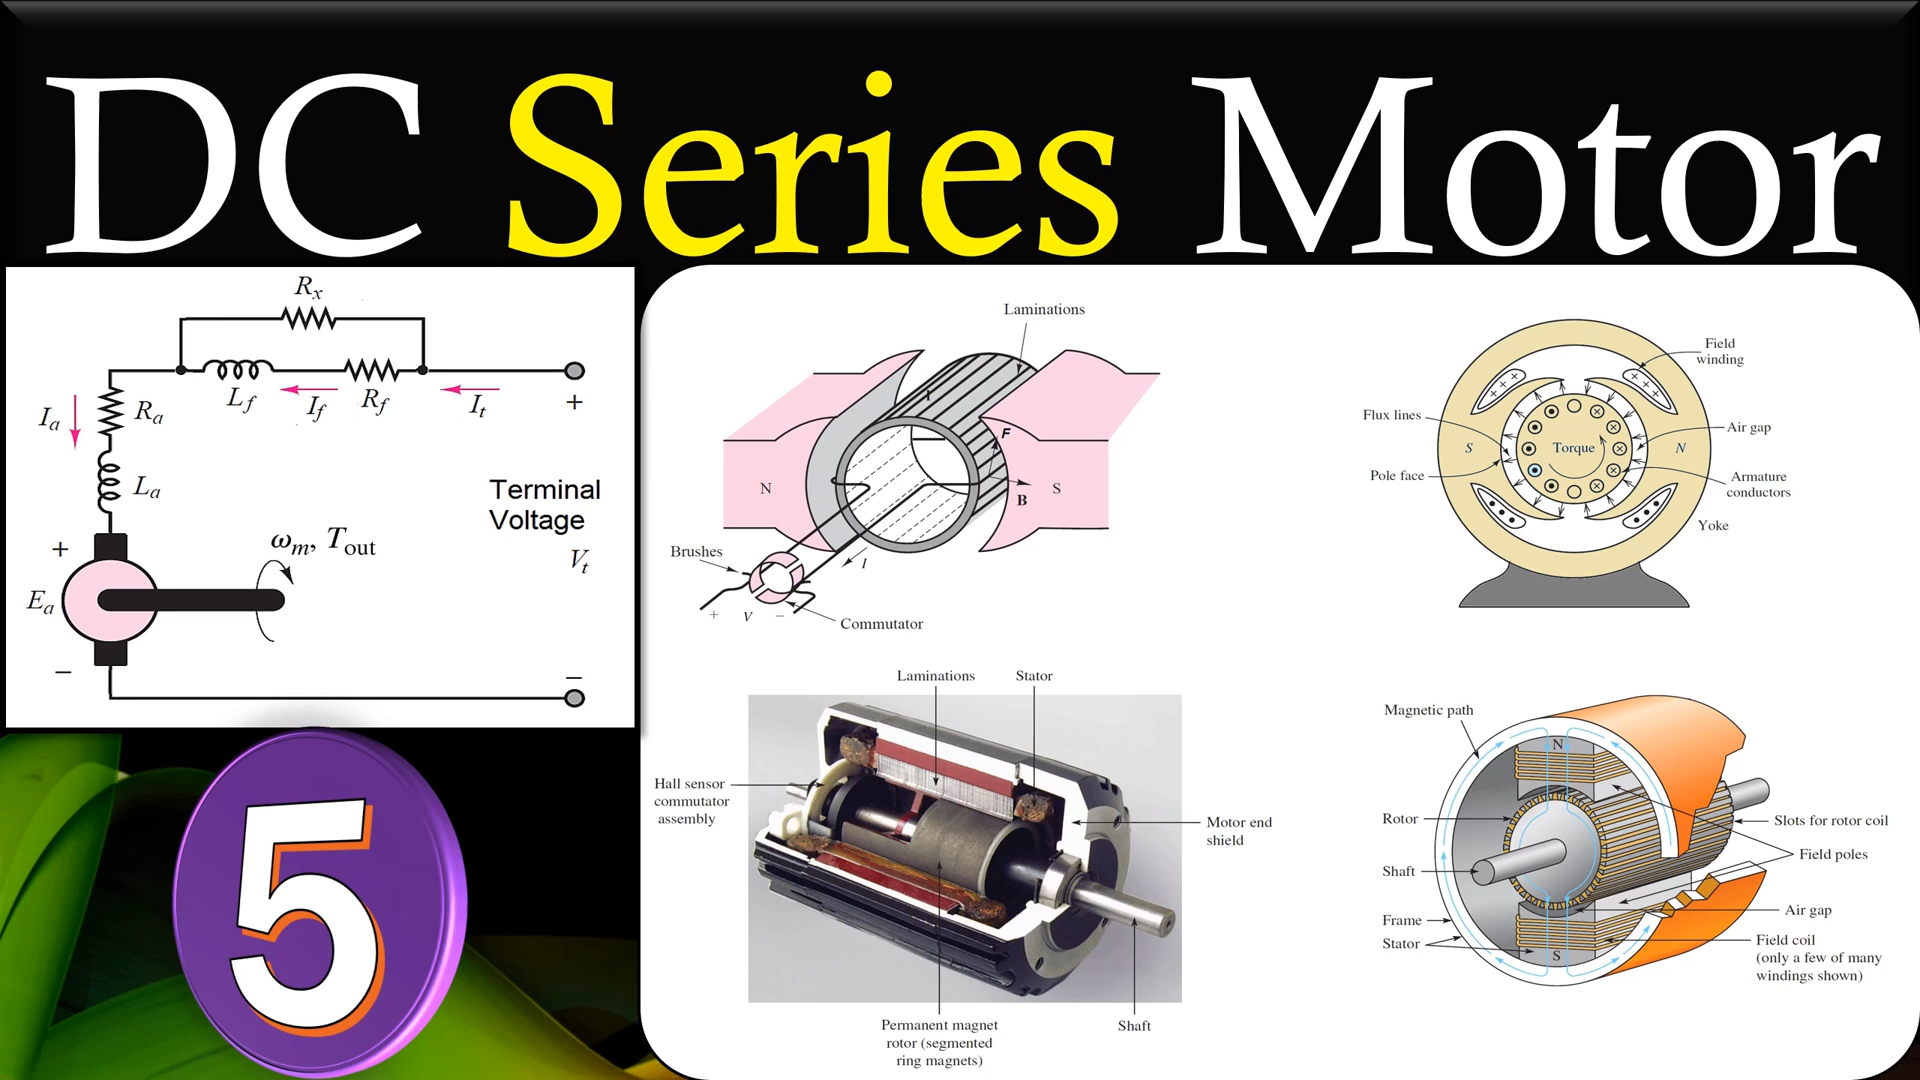 DC Series Motor
Rx
Lf
If
Rf
It
+
Ia
Ra
La
Terminal
Voltage
Vt
+
ωm, Tout
Ea
−
−
5
Laminations
N
F
B
S
Brushes
I
+ V −
Commutator
Field
winding
Flux lines
Air gap
S
Torque
N
Pole face
Armature
conductors
Yoke
Laminations
Stator
Hall sensor
commutator
assembly
Motor end
shield
Permanent magnet
rotor (segmented
ring magnets)
Shaft
Magnetic path
N
Rotor
Slots for rotor coil
Field poles
Shaft
Frame
Air gap
Stator
S
Field coil
(only a few of many
windings shown)